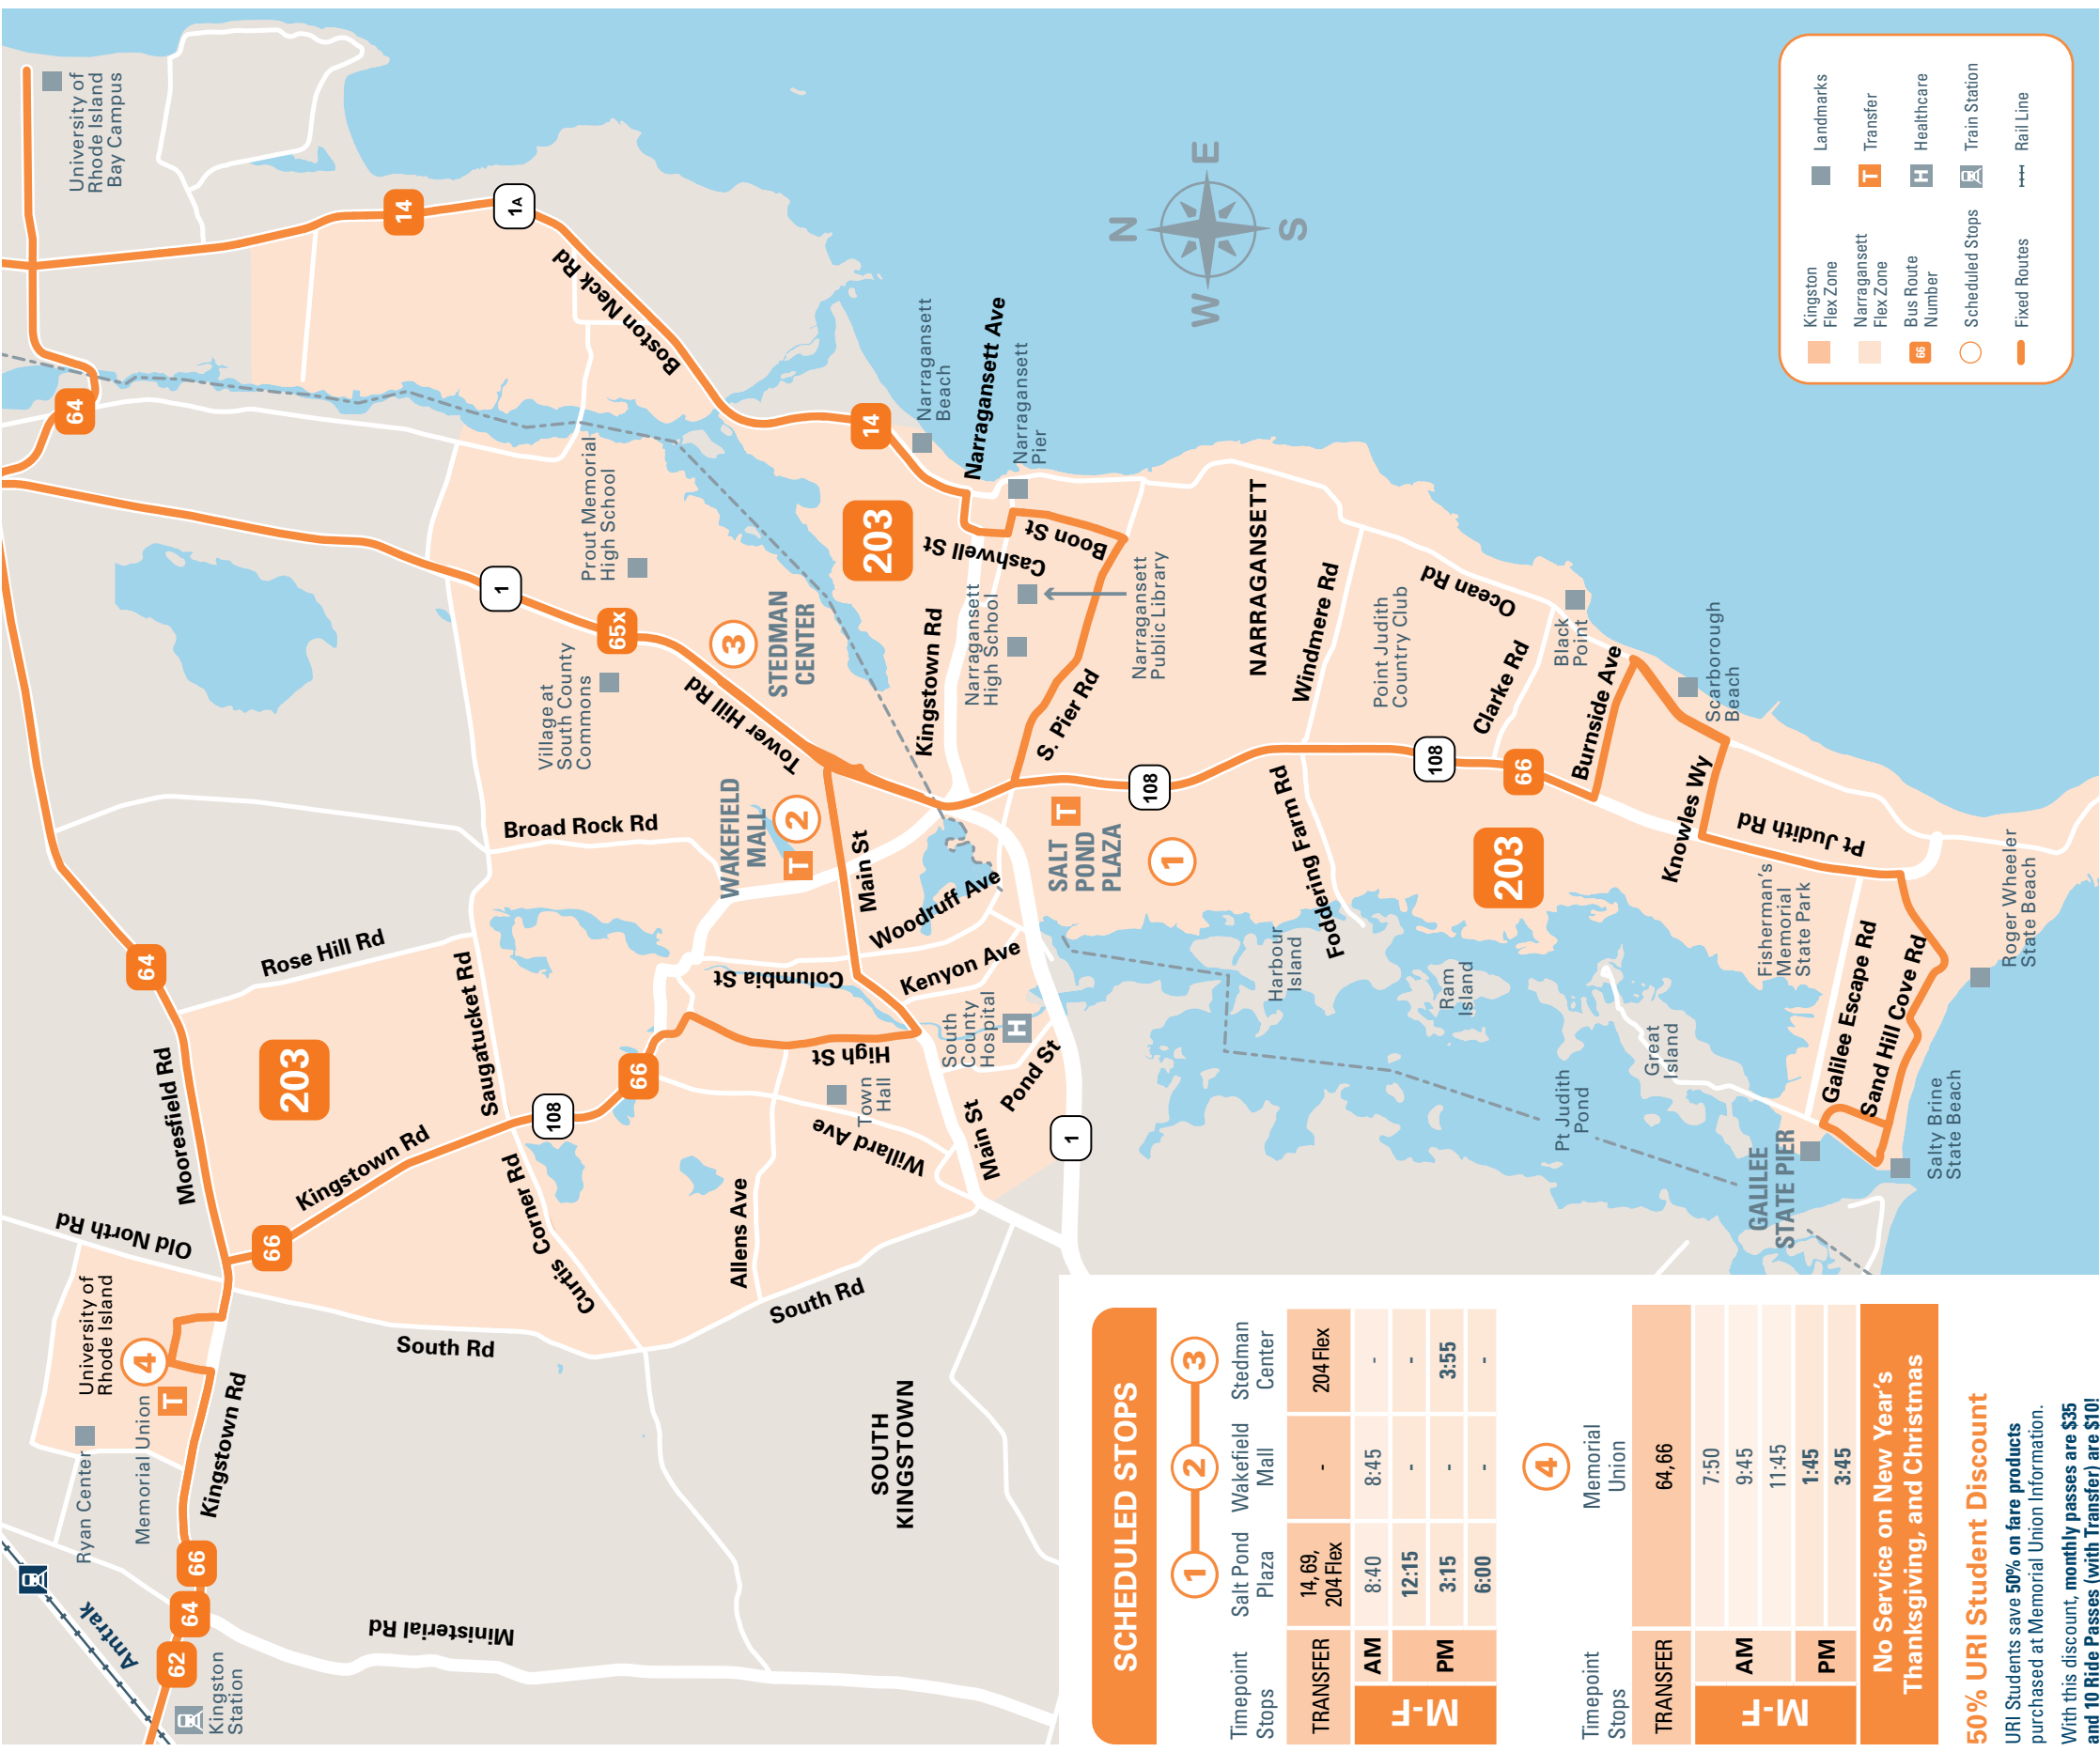 University of
Rhode Island
Bay Campus
14
1A
Boston Neck Rd
64
14
Narragansett
Beach
Narragansett Ave
Narragansett
Pier
Prout Memorial
High School
203
Cashwell St
Boon St
1
65x
3
STEDMAN
CENTER
Village at
South County
Commons
Tower Hill Rd
Kingstown Rd
Narragansett
High School
Narragansett
Public Library
S. Pier Rd
NARRAGANSETT
Windmere Rd
Point Judith
Country Club
Ocean Rd
Clarke Rd
Black
Point
Burnside Ave
Scarborough
Beach
108
108
66
Knowles Wy
203
Pt Judith Rd
Foddering Farm Rd
WAKEFIELD
MALL
T
2
Broad Rock Rd
Main St
SALT
POND
PLAZA
T
1
Woodruff Ave
Kenyon Ave
Columbia St
64
Rose Hill Rd
Saugatucket Rd
Mooresfield Rd
203
High St
66
108
South
County
Hospital
H
Town
Hall
Willard Ave
Pond St
Main St
1
Harbour
Island
Ram
Island
Great
Island
Pt Judith
Pond
Fisherman's
Memorial
State Park
Galilee Escape Rd
Sand Hill Cove Rd
Roger Wheeler
State Beach
Salty Brine
State Beach
GALILEE
STATE PIER
Kingstown Rd
Curtis Corner Rd
Allens Ave
South Rd
South Rd
Old North Rd
66
University of
Rhode Island
4
T
Memorial Union
Ryan Center
Kingstown Rd
66
64
62
Amtrak
Kingston
Station
Ministerial Rd
SOUTH
KINGSTOWN
N
E
S
W
Kingston
Flex Zone
Narragansett
Flex Zone
66
Bus Route
Number
Scheduled Stops
Fixed Routes
Landmarks
T
Transfer
H
Healthcare
Train Station
Rail Line
SCHEDULED STOPS
1 2 3
Timepoint
Stops
Salt Pond
Plaza
Wakefield
Mall
Stedman
Center
TRANSFER
14, 69,
204 Flex
-
204 Flex
M-F
AM
8:40 8:45 -
PM
12:15 - -
3:15 - 3:55
6:00 - -
4
Timepoint
Stops
Memorial
Union
TRANSFER
64,66
M-F
AM
7:50
9:45
11:45
PM
1:45
3:45
No Service on New Year's
Thanksgiving, and Christmas
50% URI Student Discount
URI Students save 50% on fare products
purchased at Memorial Union Information.
With this discount, monthly passes are $35
and 10 Ride Passes (with Transfer) are $10!